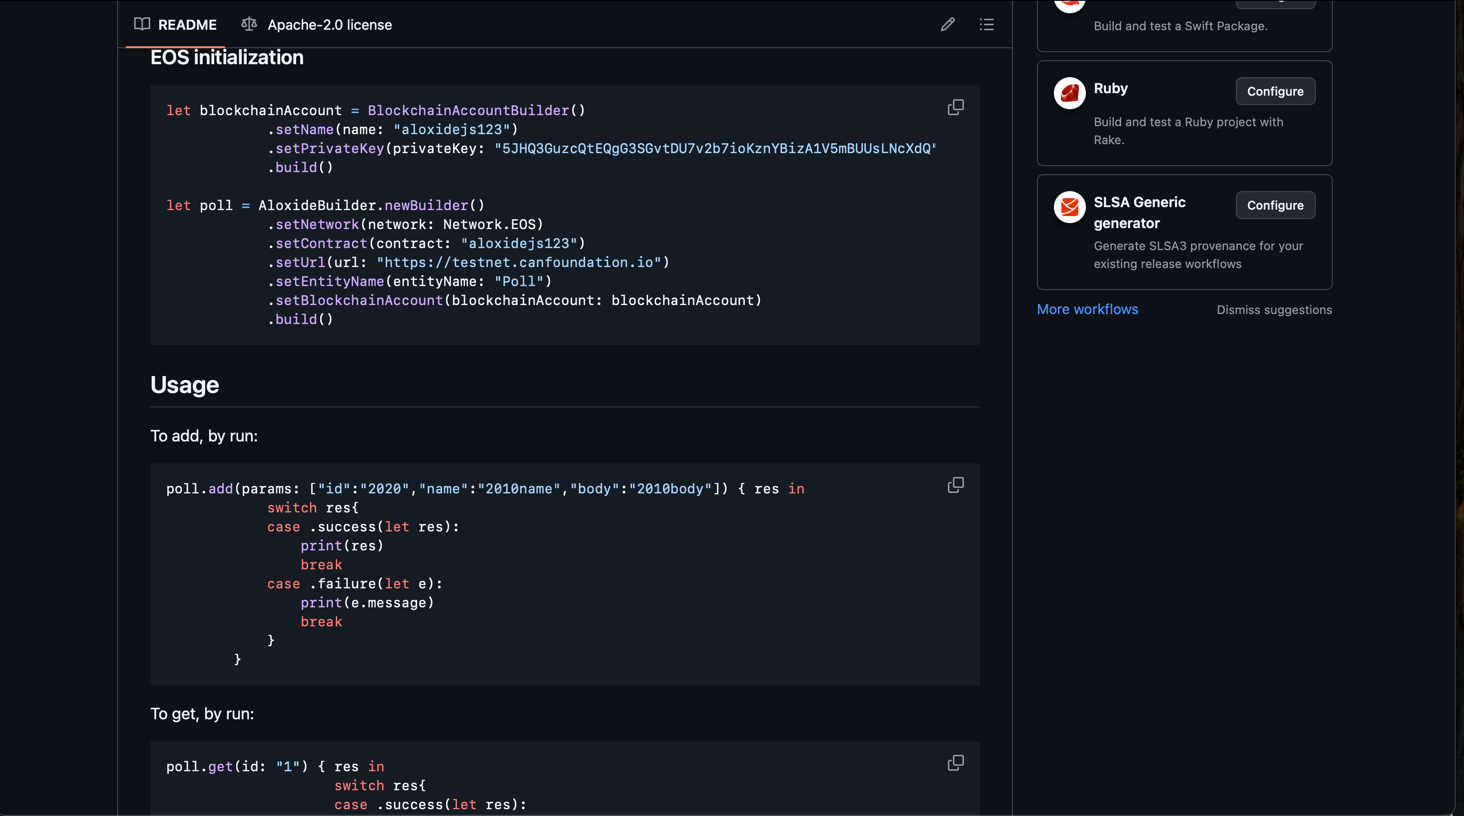 README
Apache-2.0 license
EOS initialization
let blockchainAccount = BlockchainAccountBuilder()
.setName(name: "aloxidejs123")
.setPrivateKey(privateKey: "5JHQ3GuzcQtEQgG3SGvtDU7v2b7ioKznYBizA1V5mBUUsLNcXdQ"
.build()
let poll = AloxideBuilder.newBuilder()
.setNetwork(network: Network.EOS)
.setContract(contract: "aloxidejs123")
.setUrl(url: "https://testnet.canfoundation.io")
.setEntityName(entityName: "Poll")
.setBlockchainAccount(blockchainAccount: blockchainAccount)
.build()
Usage
To add, by run:
poll.add(params: ["id":"2020","name":"2010name","body":"2010body"]) { res in
switch res{
case .success(let res):
print(res)
break
case .failure(let e):
print(e.message)
break
}
}
To get, by run:
poll.get(id: "1") { res in
switch res{
case .success(let res):
Build and test a Swift Package.
Ruby
Configure
Build and test a Ruby project with
Rake.
SLSA Generic
generator
Configure
Generate SLSA3 provenance for your
existing release workflows
More workflows
Dismiss suggestions